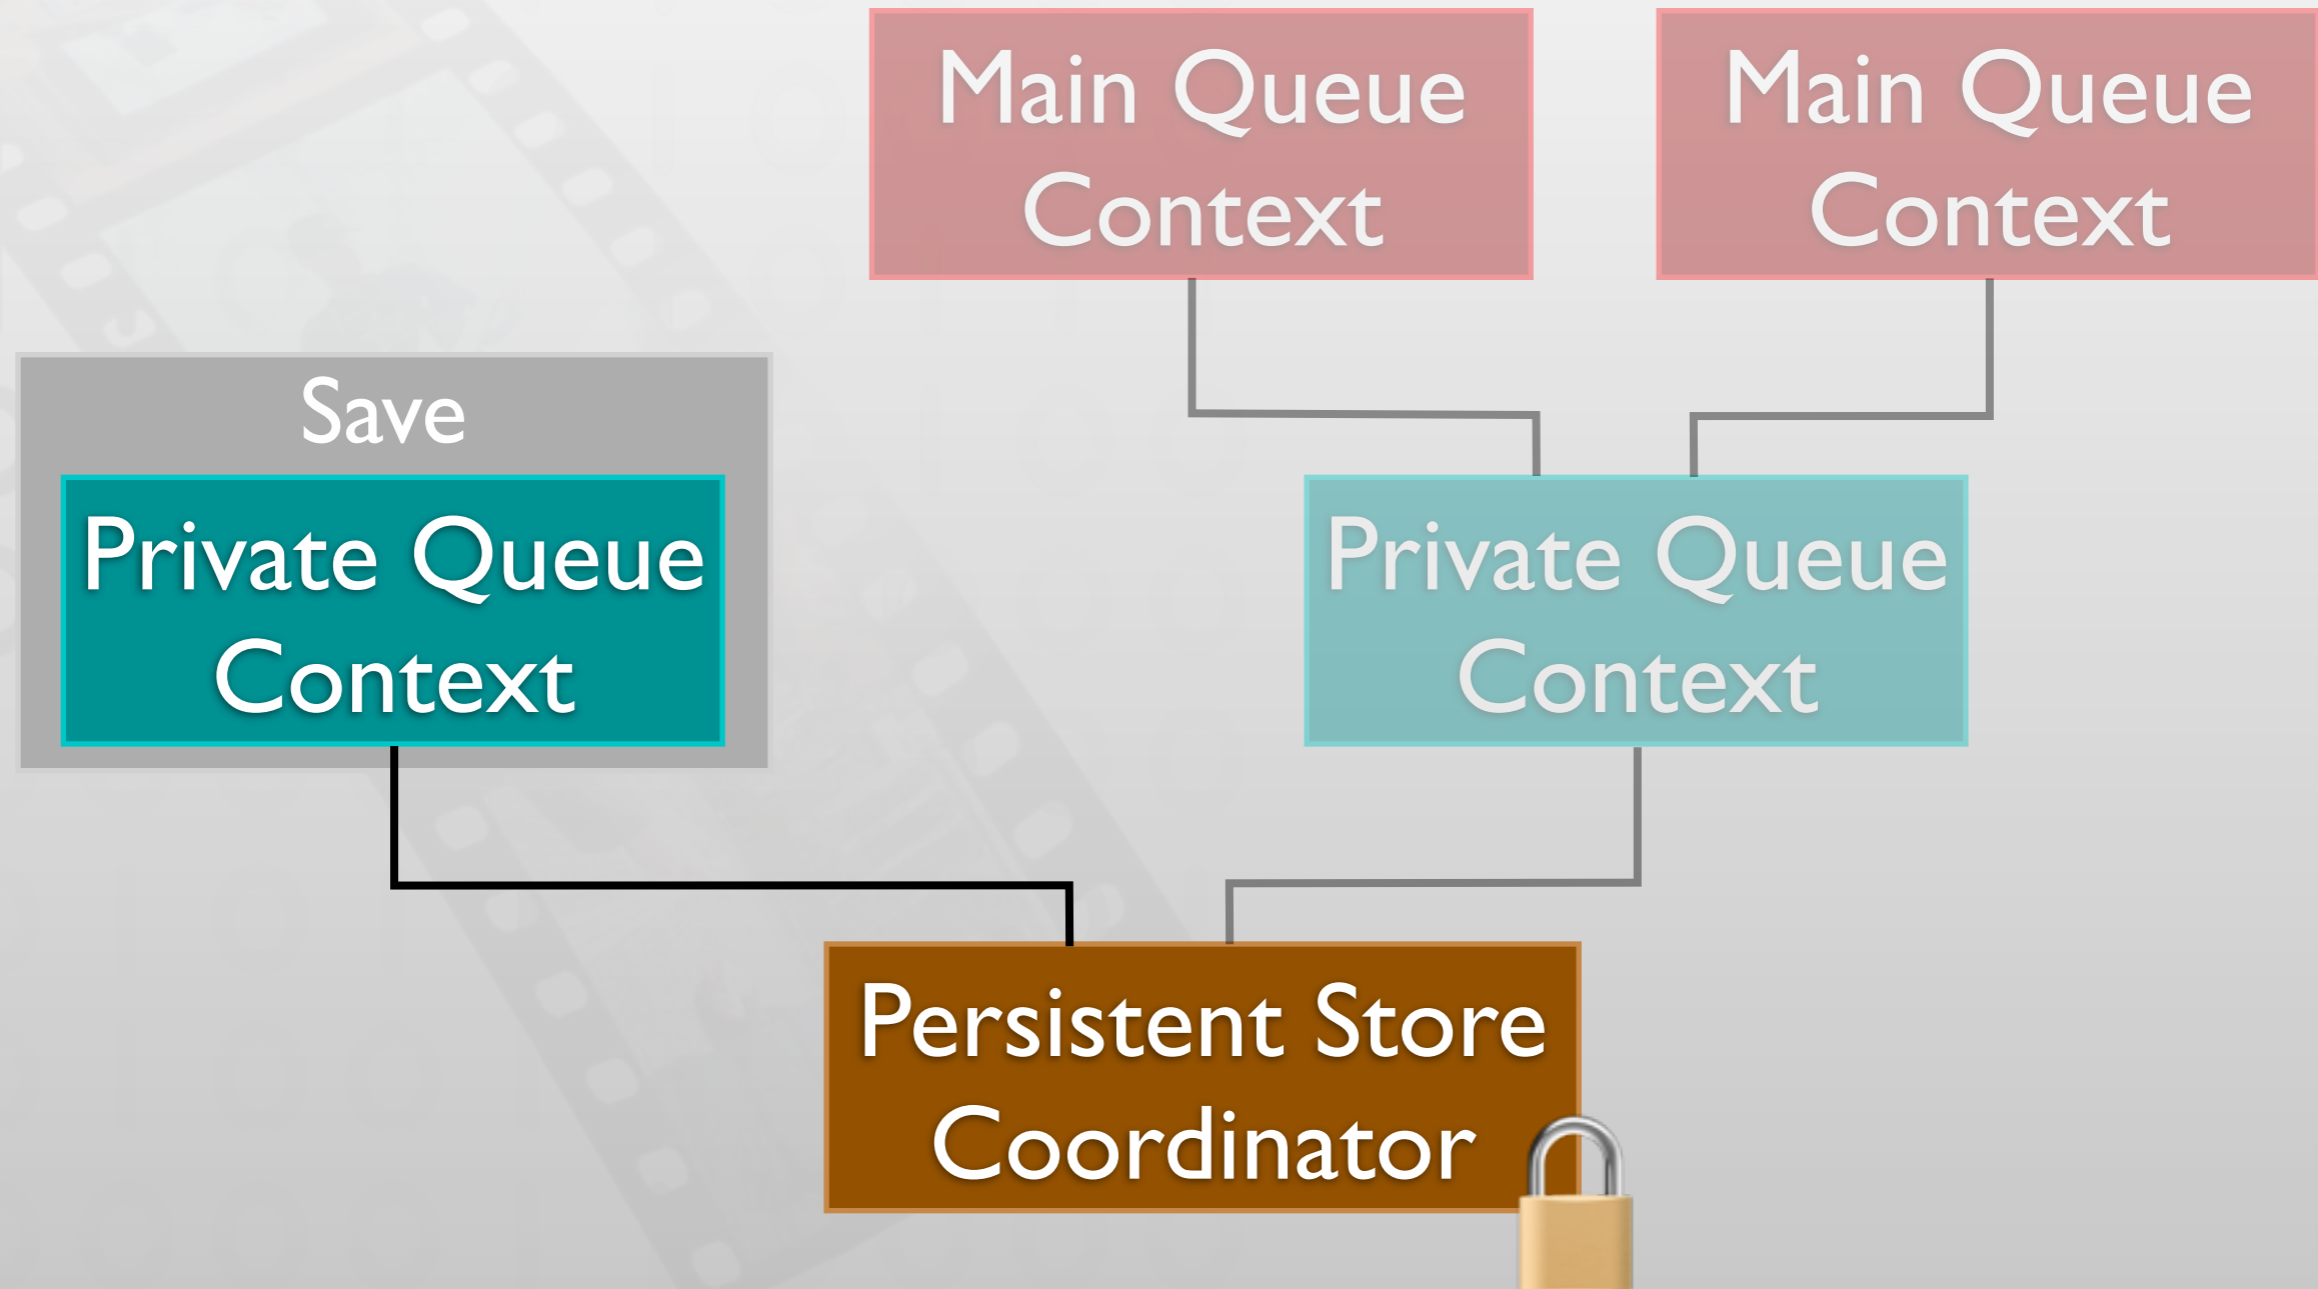 Main Queue
Context
Main Queue
Context
Save
Private Queue
Context
Private Queue
Context
Persistent Store
Coordinator